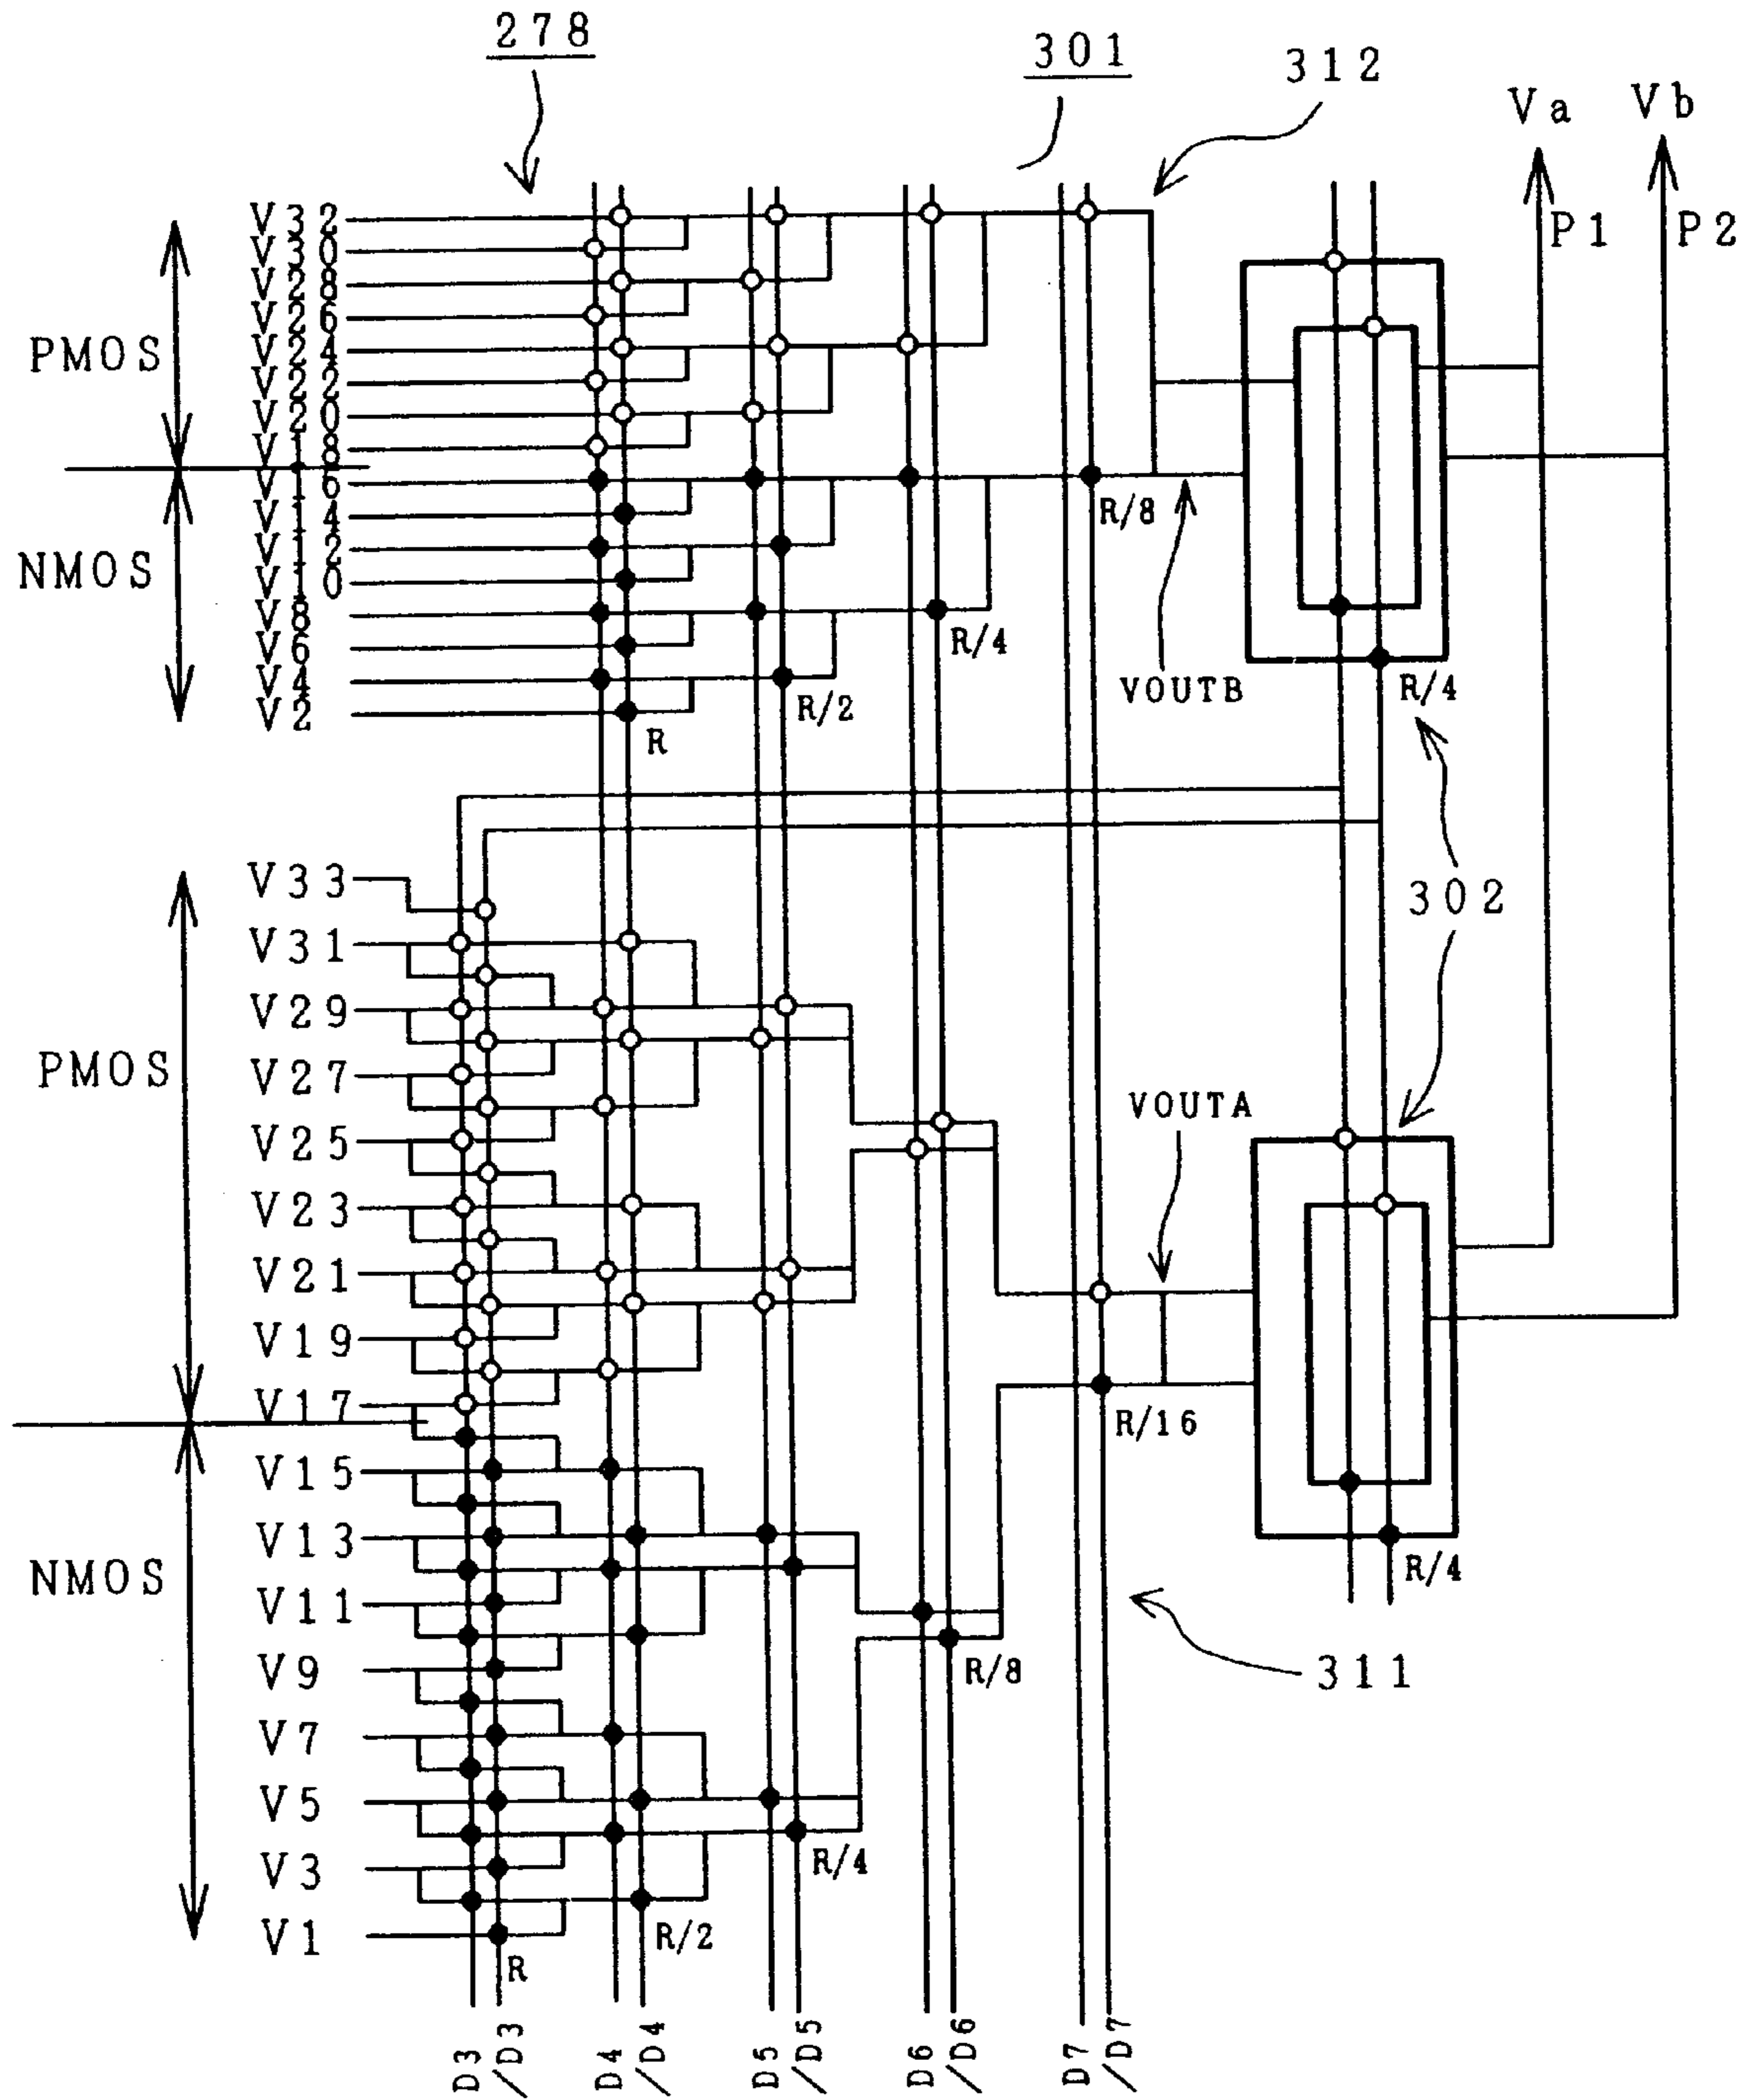 278
301
312
Va
Vb
P1
P2
V32
V30
V28
V26
V24
V22
V20
V18
V16
V14
V12
V10
V8
V6
V4
V2
PMOS
NMOS
R/8
R/4
R/2
R
VOUTB
R/4
302
V33
V31
V29
V27
V25
V23
V21
V19
V17
V15
V13
V11
V9
V7
V5
V3
V1
PMOS
NMOS
VOUTA
R/16
R/4
311
R/8
R/4
R/2
R
D3
/D3
D4
/D4
D5
/D5
D6
/D6
D7
/D7